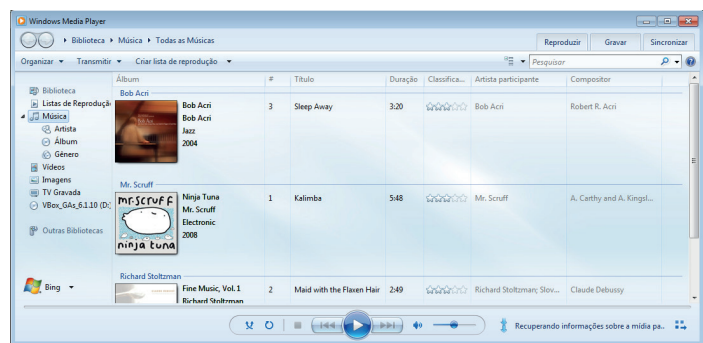 Windows Media Player
Biblioteca Música Todas as Músicas
Reproduzir Gravar Sincronizar
Organizar Transmitir Criar lista de reprodução Pesquisar
Álbum # Título Duração Classifica... Artista participante Compositor
Biblioteca
Listas de Reproduçã
Música
Artista
Álbum
Gênero
Vídeos
Imagens
TV Gravada
VBox_GAs_6.1.10 (D:)
Outras Bibliotecas
Bing
Bob Acri
Bob Acri 3 Sleep Away 3:20 Bob Acri Robert R. Acri
Bob Acri
Jazz
2004
Mr. Scruff
mr.scruff
ninja tuna
Ninja Tuna 1 Kalimba 5:48 Mr. Scruff A. Carthy and A. Kingsl...
Mr. Scruff
Electronic
2008
Richard Stoltzman
Fine Music, Vol. 1 2 Maid with the Flaxen Hair 2:49 Richard Stoltzman; Slov... Claude Debussy
Richard Stoltzman
Recuperando informações sobre a mídia pa..